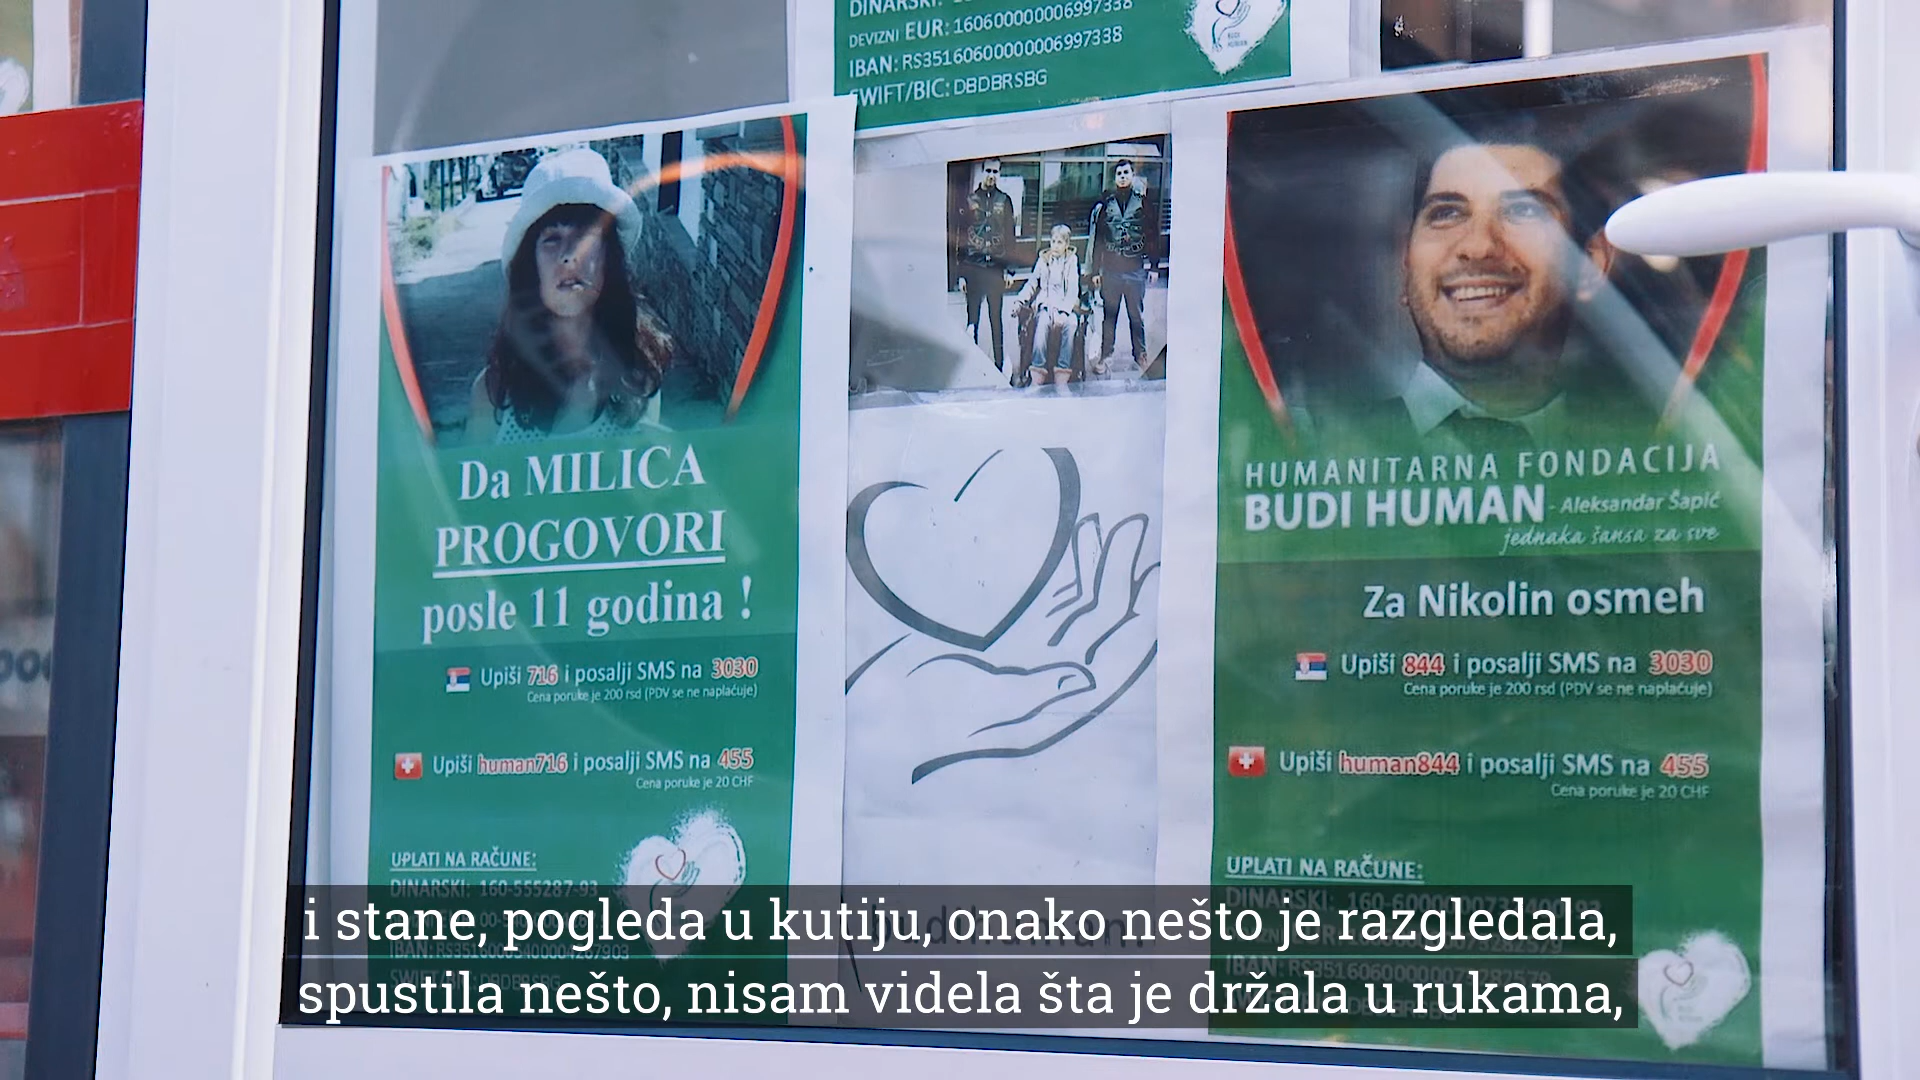 DINARSKI:
DEVIZNI EUR: 160600000006997338
IBAN: RS35160600000006997338
SWIFT/BIC: DBDBRSBG
Da MILICA
PROGOVORI
posle 11 godina !
Upiši 716 i posalji SMS na 3030
Cena poruke je 200 rsd (PDV se ne naplaćuje)
Upiši human716 i posalji SMS na 455
Cena poruke je 20 CHF
UPLATI NA RAČUNE:
DINARSKI: 160-555287-93
HUMANITARNA FONDACIJA
BUDI HUMAN - Aleksandar Šapić
jednaka šansa za sve
Za Nikolin osmeh
Upiši 844 i posalji SMS na 3030
Cena poruke je 200 rsd (PDV se ne naplaćuje)
Upiši human844 i posalji SMS na 455
Cena poruke je 20 CHF
UPLATI NA RAČUNE:
i stane, pogleda u kutiju, onako nešto je razgledala,
spustila nešto, nisam videla šta je držala u rukama,